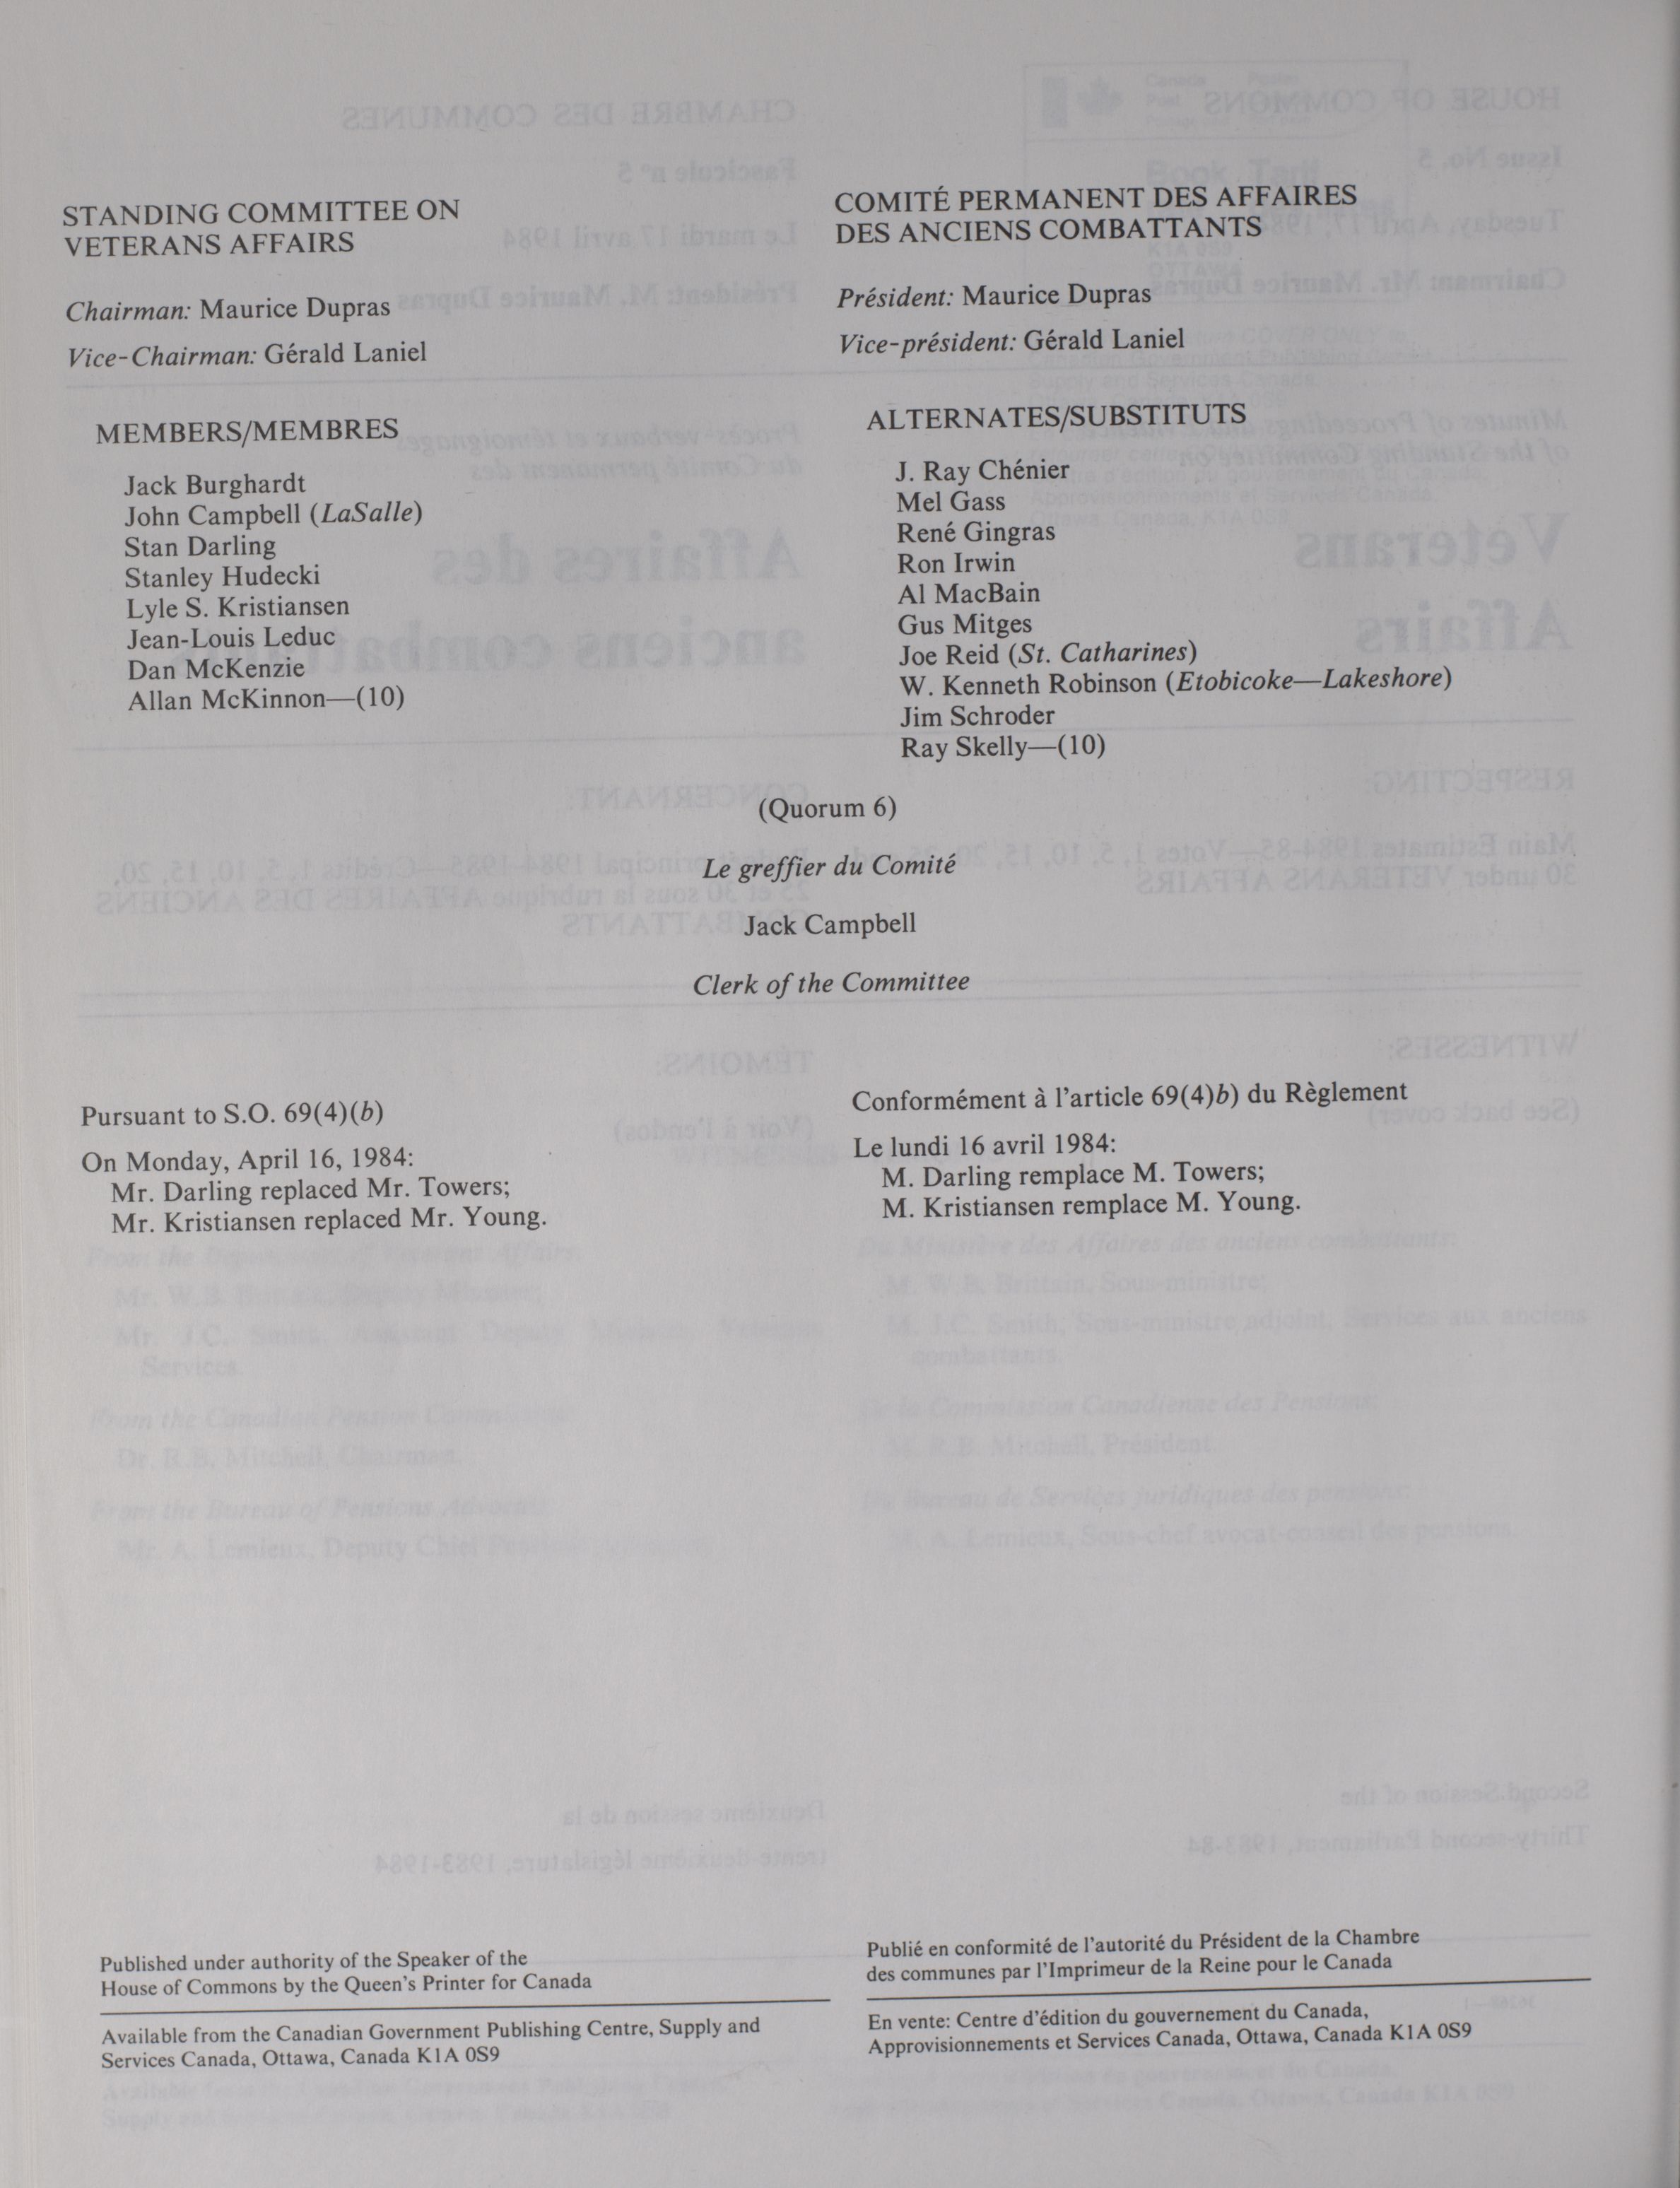 STANDING COMMITTEE ON
VETERANS AFFAIRS
Chairman: Maurice Dupras
Vice-Chairman: Gérald Laniel
COMITÉ PERMANENT DES AFFAIRES
DES ANCIENS COMBATTANTS
Président: Maurice Dupras
Vice-président: Gérald Laniel
MEMBERS/MEMBRES
Jack Burghardt
John Campbell (LaSalle)
Stan Darling
Stanley Hudecki
Lyle S. Kristiansen
Jean-Louis Leduc
Dan McKenzie
Allan McKinnon—(10)
ALTERNATES/SUBSTITUTS
J. Ray Chénier
Mel Gass
René Gingras
Ron Irwin
Al MacBain
Gus Mitges
Joe Reid (St. Catharines)
W. Kenneth Robinson (Etobicoke—Lakeshore)
Jim Schroder
Ray Skelly—(10)
(Quorum 6)
Le greffier du Comité
Jack Campbell
Clerk of the Committee
Pursuant to S.O. 69(4)(b)
On Monday, April 16, 1984:
Mr. Darling replaced Mr. Towers;
Mr. Kristiansen replaced Mr. Young.
Conformément à l'article 69(4)b) du Règlement
Le lundi 16 avril 1984:
M. Darling remplace M. Towers;
M. Kristiansen remplace M. Young.
Published under authority of the Speaker of the
House of Commons by the Queen's Printer for Canada
Available from the Canadian Government Publishing Centre, Supply and
Services Canada, Ottawa, Canada K1A 0S9
Publié en conformité de l'autorité du Président de la Chambre
des communes par l'Imprimeur de la Reine pour le Canada
En vente: Centre d'édition du gouvernement du Canada,
Approvisionnements et Services Canada, Ottawa, Canada K1A 0S9